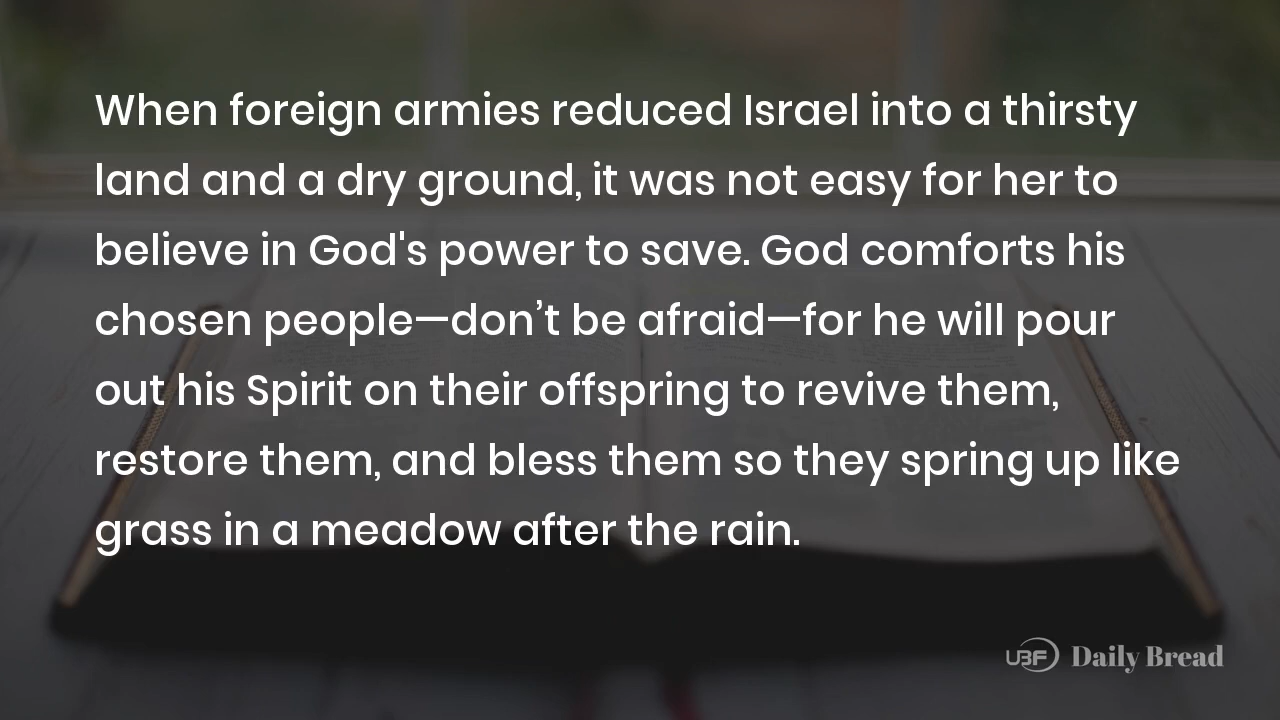 When foreign armies reduced Israel into a thirsty
land and a dry ground, it was not easy for her to
believe in God's power to save. God comforts his
chosen people—don’t be afraid—for he will pour
out his Spirit on their offspring to revive them,
restore them, and bless them so they spring up like
grass in a meadow after the rain.
UBF Daily Bread